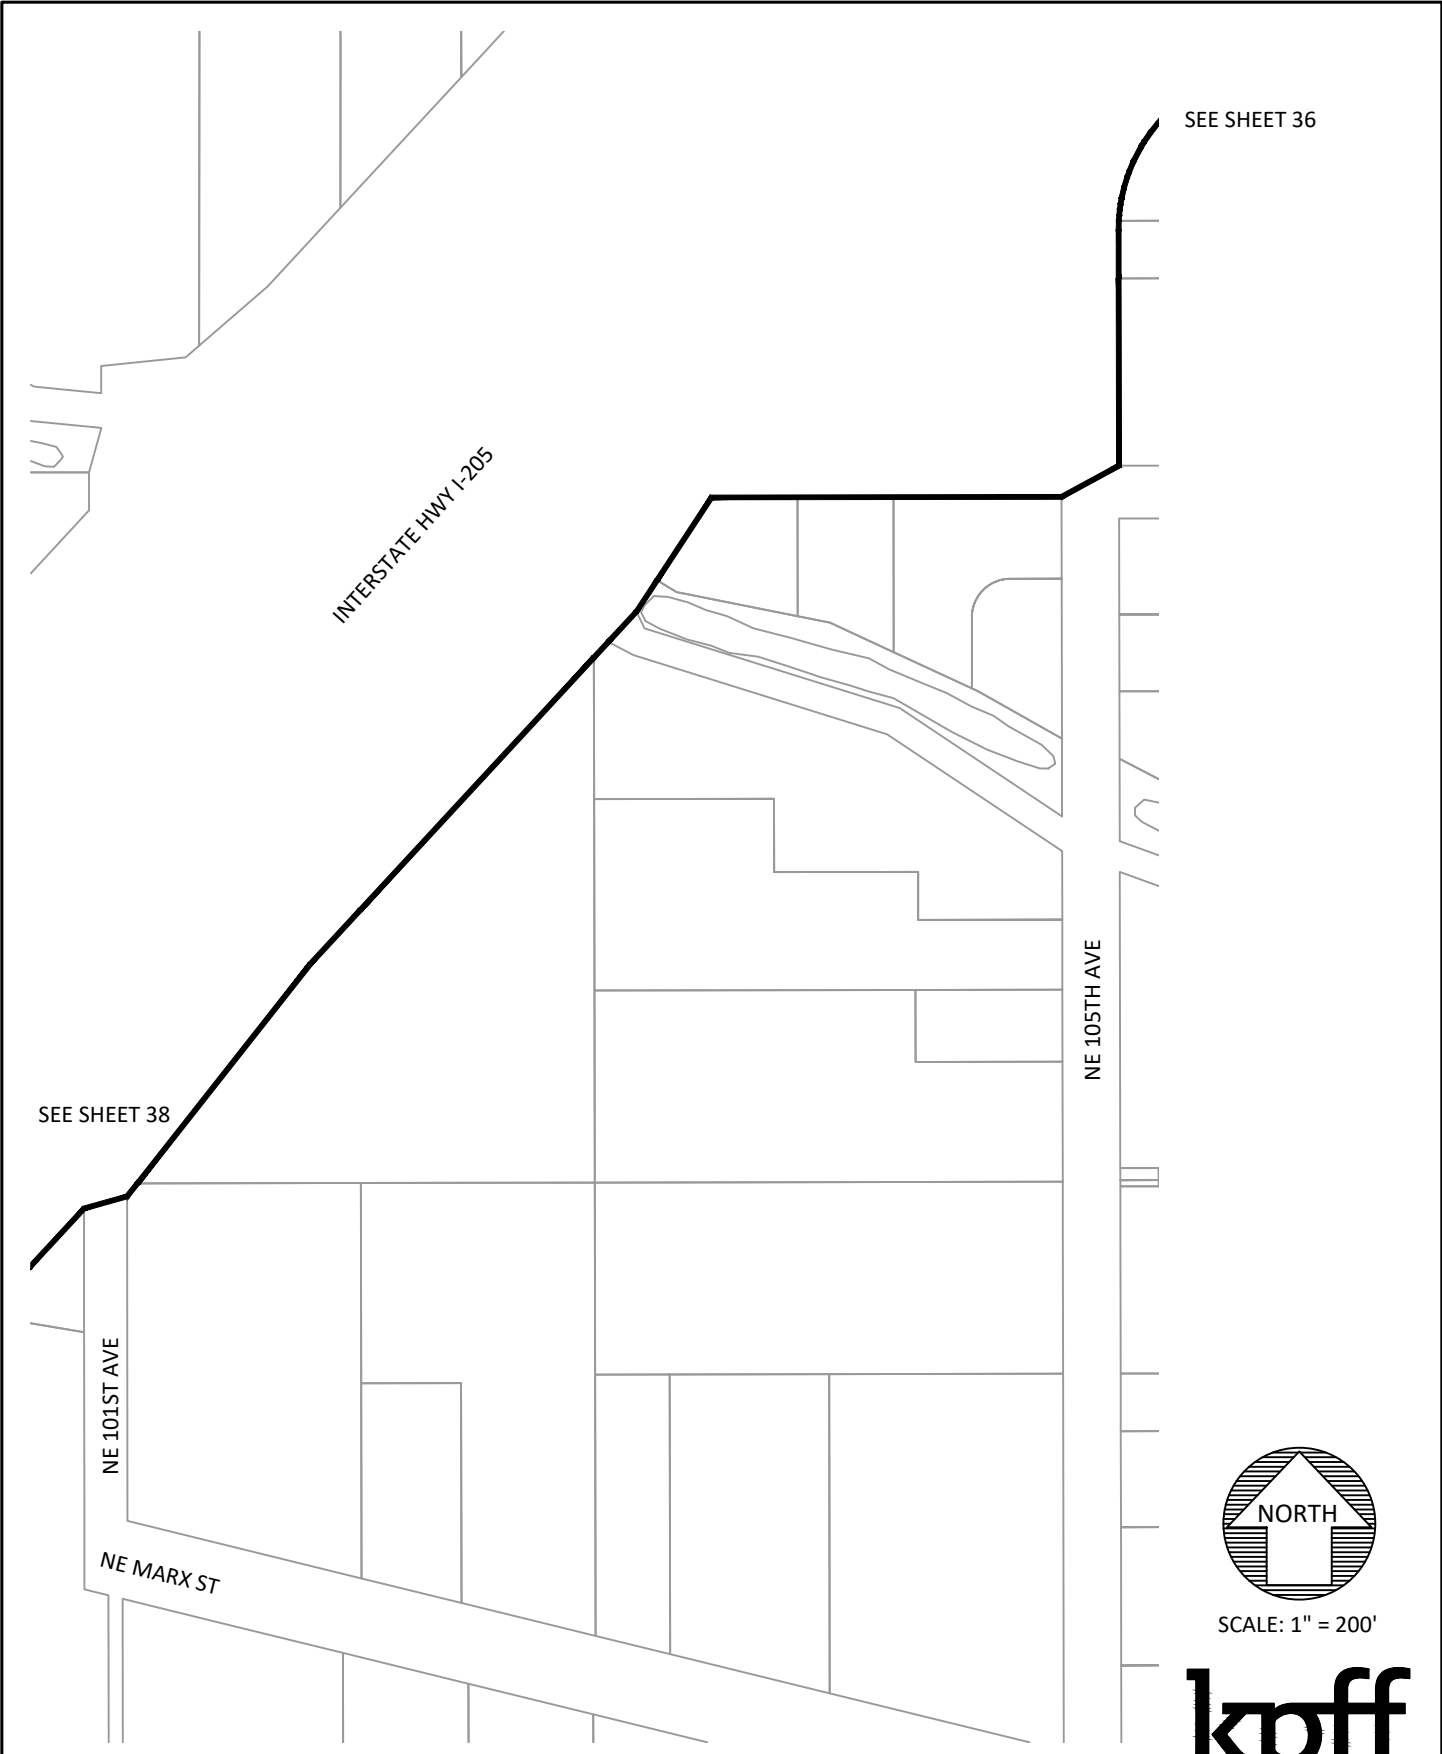 SEE SHEET 36
INTERSTATE HWY I-205
NE 105TH AVE
SEE SHEET 38
NE 101ST AVE
NE MARX ST
NORTH
SCALE: 1" = 200'
kpff